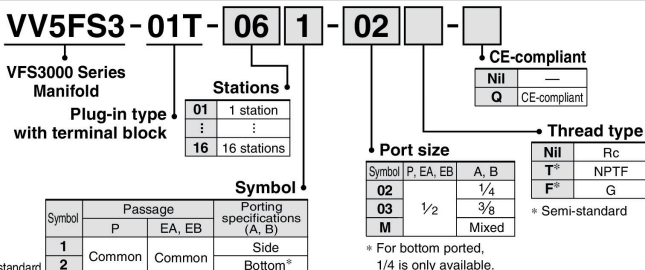 VV5FS3-01T-06 1-02
VFS3000 Series
Manifold
Plug-in type
with terminal block
Stations
01 1 station
⋮ ⋮
16 16 stations
CE-compliant
Nil —
Q CE-compliant
Thread type
Nil Rc
T* NPTF
F* G
* Semi-standard
Port size
Symbol P, EA, EB A, B
02 1/2 1/4
03 3/8
M Mixed
* For bottom ported,
1/4 is only available.
Symbol
Symbol Passage Porting specifications (A, B)
P EA, EB
1 Common Common Side
2 Bottom*